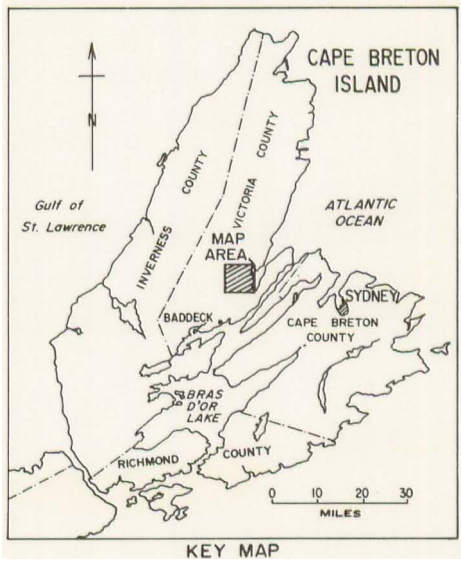 CAPE BRETON
ISLAND
N
COUNTY
COUNTY
Gulf of
St. Lawrence
ATLANTIC
OCEAN
INVERNESS
VICTORIA
MAP
AREA
SYDNEY
BADDECK
CAPE BRETON
COUNTY
BRAS
D'OR
LAKE
RICHMOND
COUNTY
0 10 20 30
MILES
KEY MAP